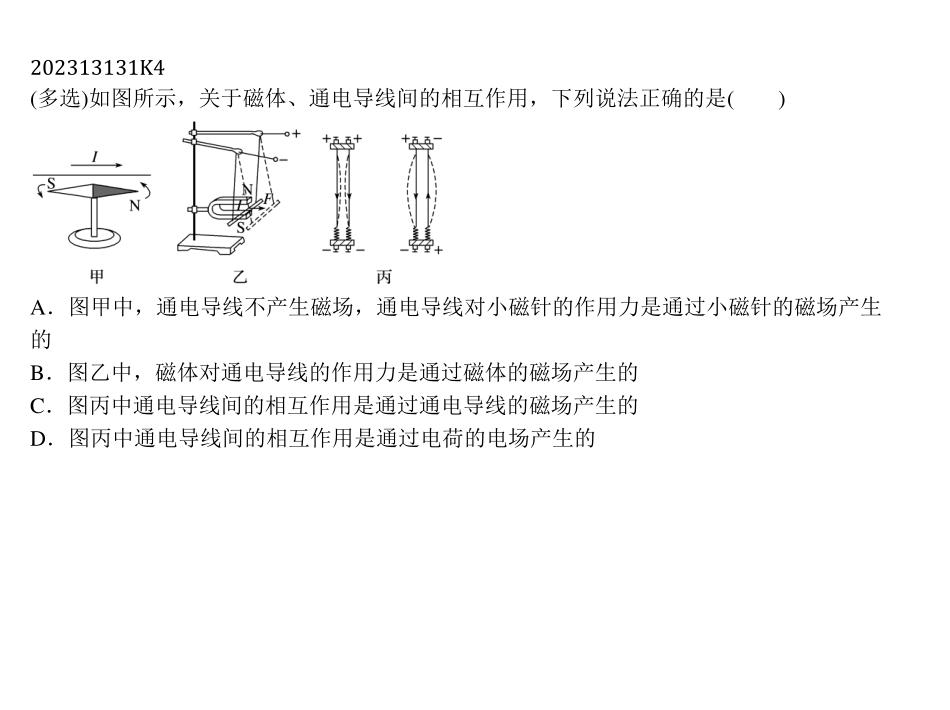 202313131K4
(多选)如图所示，关于磁体、通电导线间的相互作用，下列说法正确的是(　　)
I
S
N
+
−
N
I
F
S
+ +
− −
+ −
− +
甲 乙 丙
A．图甲中，通电导线不产生磁场，通电导线对小磁针的作用力是通过小磁针的磁场产生
的
B．图乙中，磁体对通电导线的作用力是通过磁体的磁场产生的
C．图丙中通电导线间的相互作用是通过通电导线的磁场产生的
D．图丙中通电导线间的相互作用是通过电荷的电场产生的